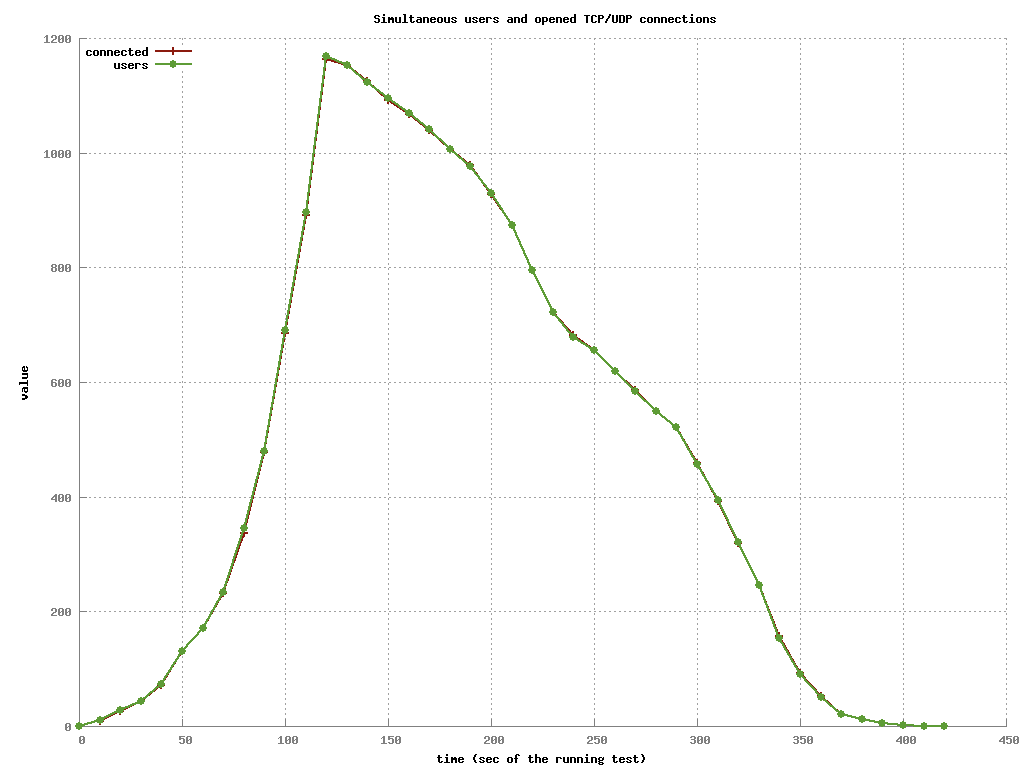 Simultaneous users and opened TCP/UDP connections
connected
users
1200
1000
800
600
400
200
0
value
0 50 100 150 200 250 300 350 400 450
time (sec of the running test)